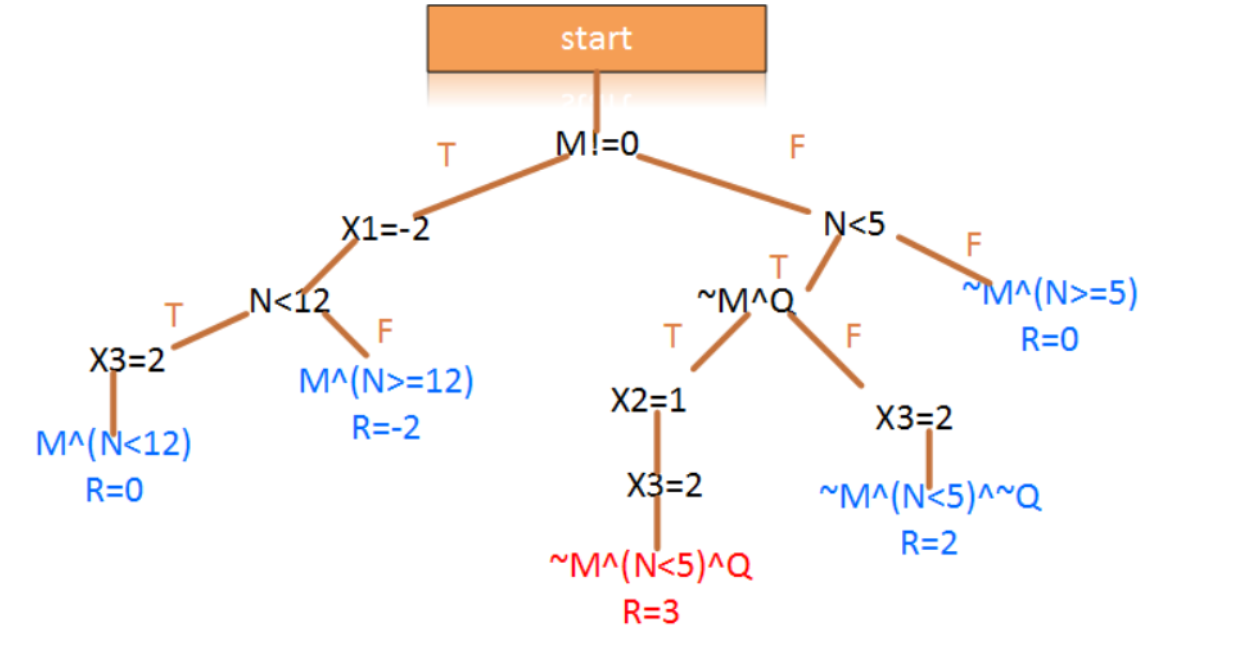 start
M!=0
T
F
X1=-2
N<5
F
T
N<12
~M^Q
~M^(N>=5)
R=0
T
F
T
F
X3=2
M^(N>=12)
R=-2
X2=1
X3=2
M^(N<12)
R=0
X3=2
~M^(N<5)^~Q
R=2
~M^(N<5)^Q
R=3